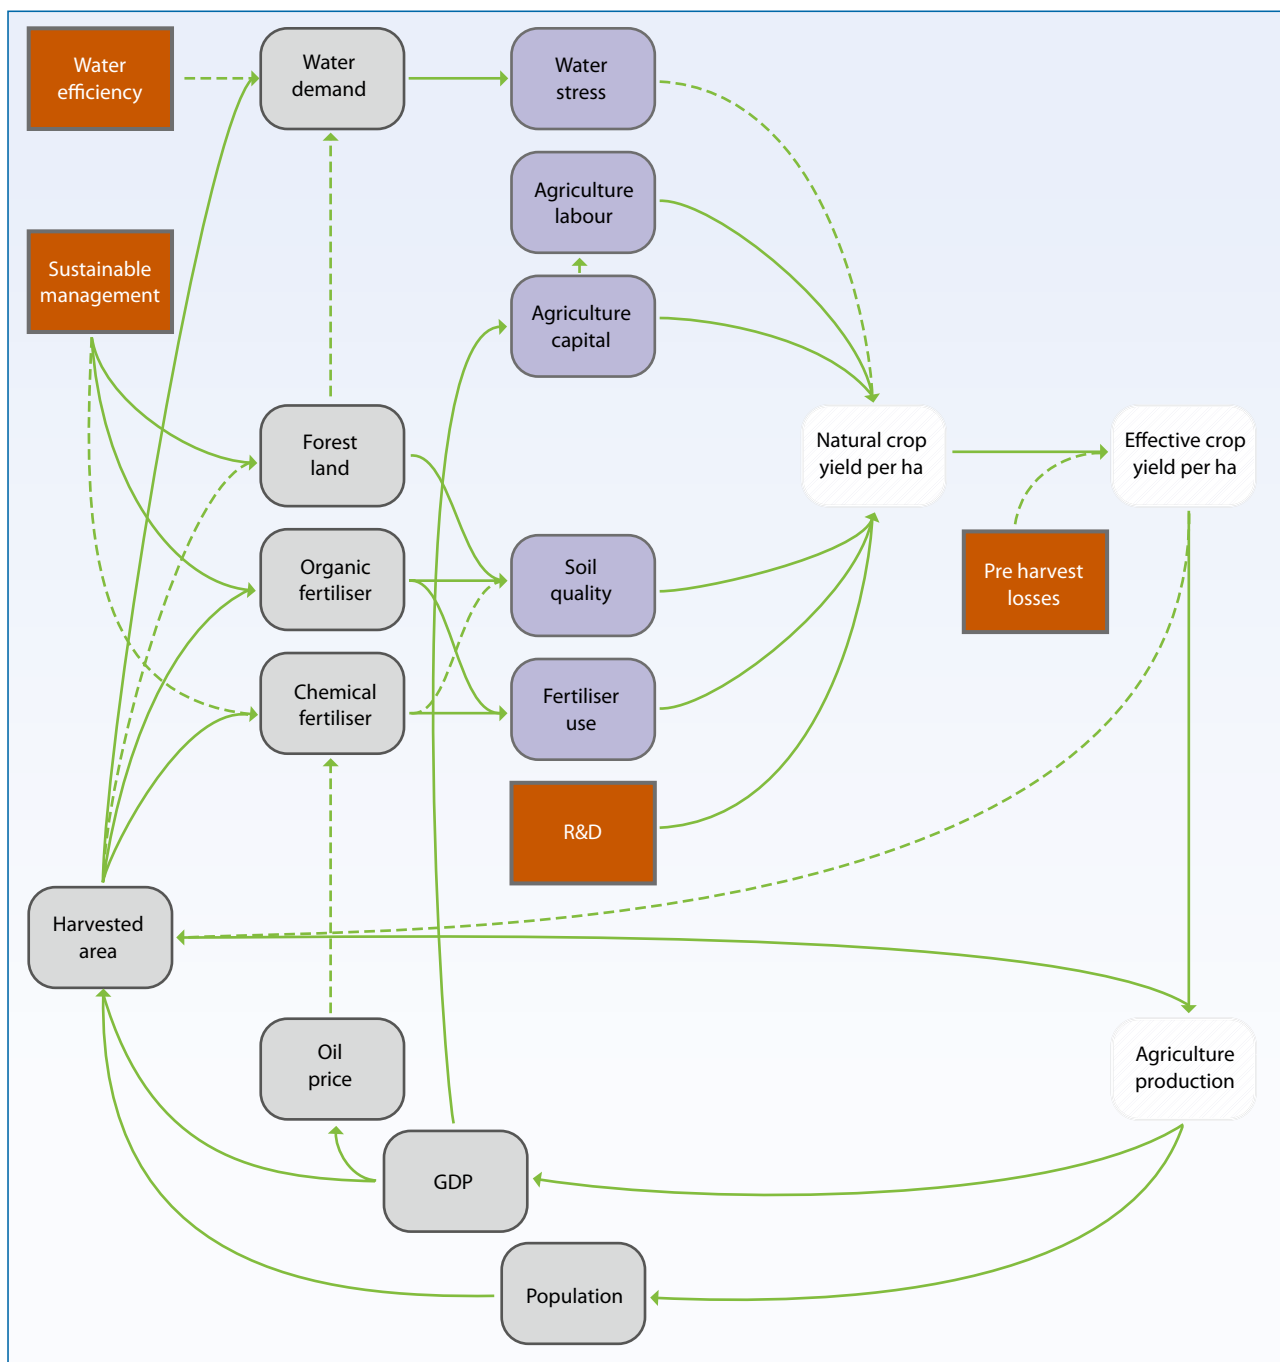 Water
efficiency
Water
demand
Water
stress
Agriculture
labour
Sustainable
management
Agriculture
capital
Forest
land
Natural crop
yield per ha
Effective crop
yield per ha
Organic
fertiliser
Soil
quality
Pre harvest
losses
Chemical
fertiliser
Fertiliser
use
R&D
Harvested
area
Oil
price
Agriculture
production
GDP
Population